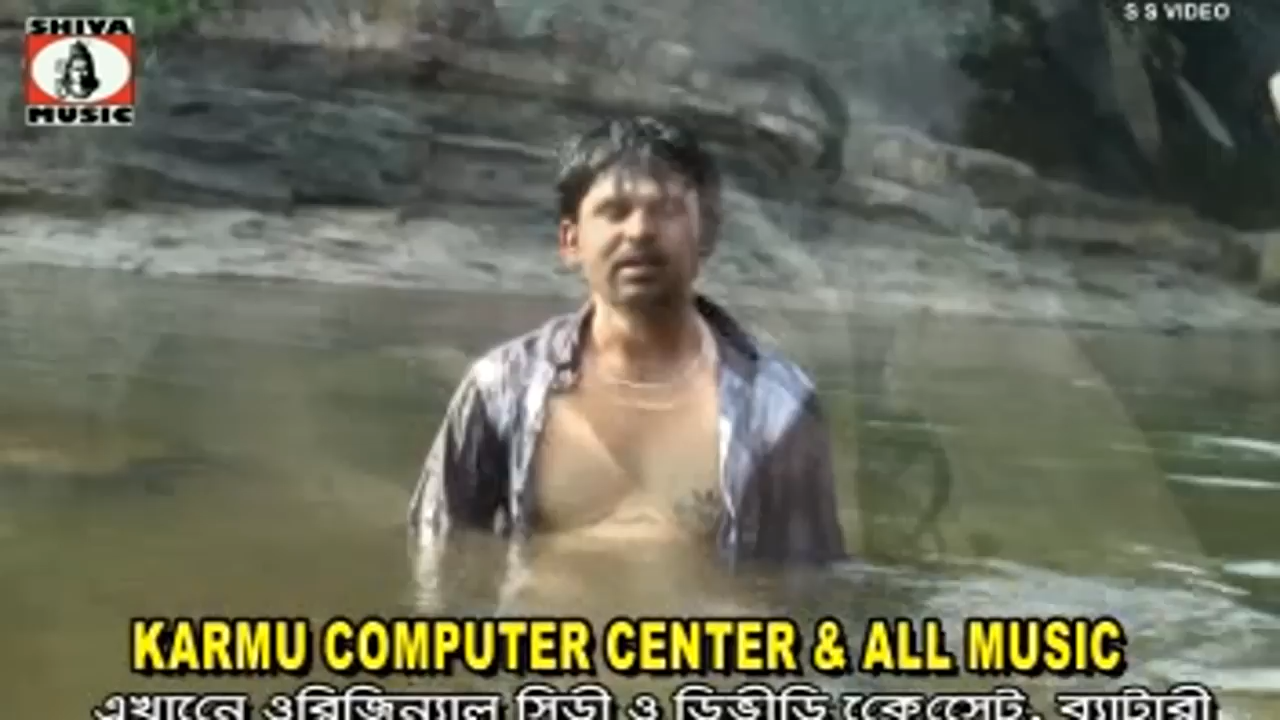 SHIVA
MUSIC
S S VIDEO
KARMU COMPUTER CENTER & ALL MUSIC
এখানে ওরিজিন্যাল সিডী ও ডিভীডি কেসেট, ব্যাটারী